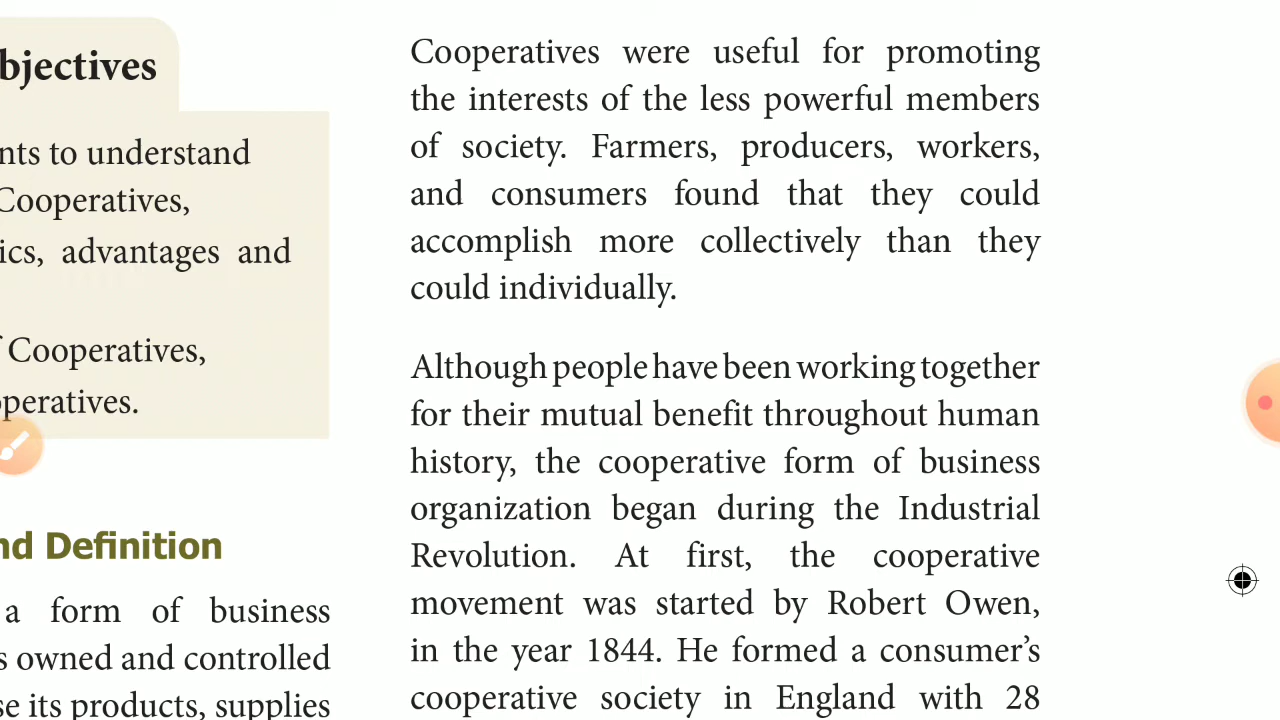 bjectives
nts to understand
Cooperatives,
ics, advantages and
Cooperatives,
peratives.
nd Definition
a form of business
s owned and controlled
se its products, supplies
Cooperatives were useful for promoting
the interests of the less powerful members
of society. Farmers, producers, workers,
and consumers found that they could
accomplish more collectively than they
could individually.
Although people have been working together
for their mutual benefit throughout human
history, the cooperative form of business
organization began during the Industrial
Revolution. At first, the cooperative
movement was started by Robert Owen,
in the year 1844. He formed a consumer’s
cooperative society in England with 28